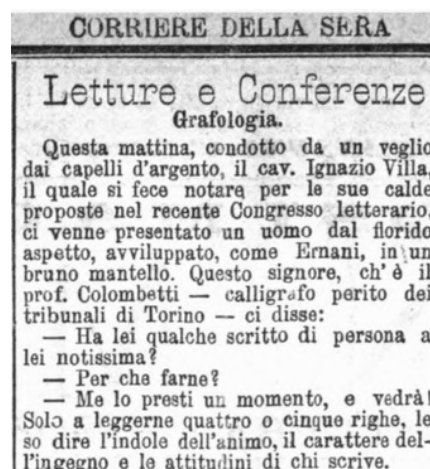 CORRIERE DELLA SERA
Letture e Conferenze
Grafologia.
Questa mattina, condotto da un veglio
dai capelli d'argento, il cav. Ignazio Villa,
il quale si fece notare per le sue calde
proposte nel recente Congresso letterario,
ci venne presentato un uomo dal florido
aspetto, avviluppato, come Ernani, in un
bruno mantello. Questo signore, ch'è il
prof. Colombetti — calligrafo perito dei
tribunali di Torino — ci disse:
— Ha lei qualche scritto di persona a
lei notissima?
— Per che farne?
— Me lo presti un momento, e vedrà!
Solo a leggerne quattro o cinque righe, le
so dire l'indole dell'animo, il carattere del-
l'ingegno e le attitudini di chi scrive.